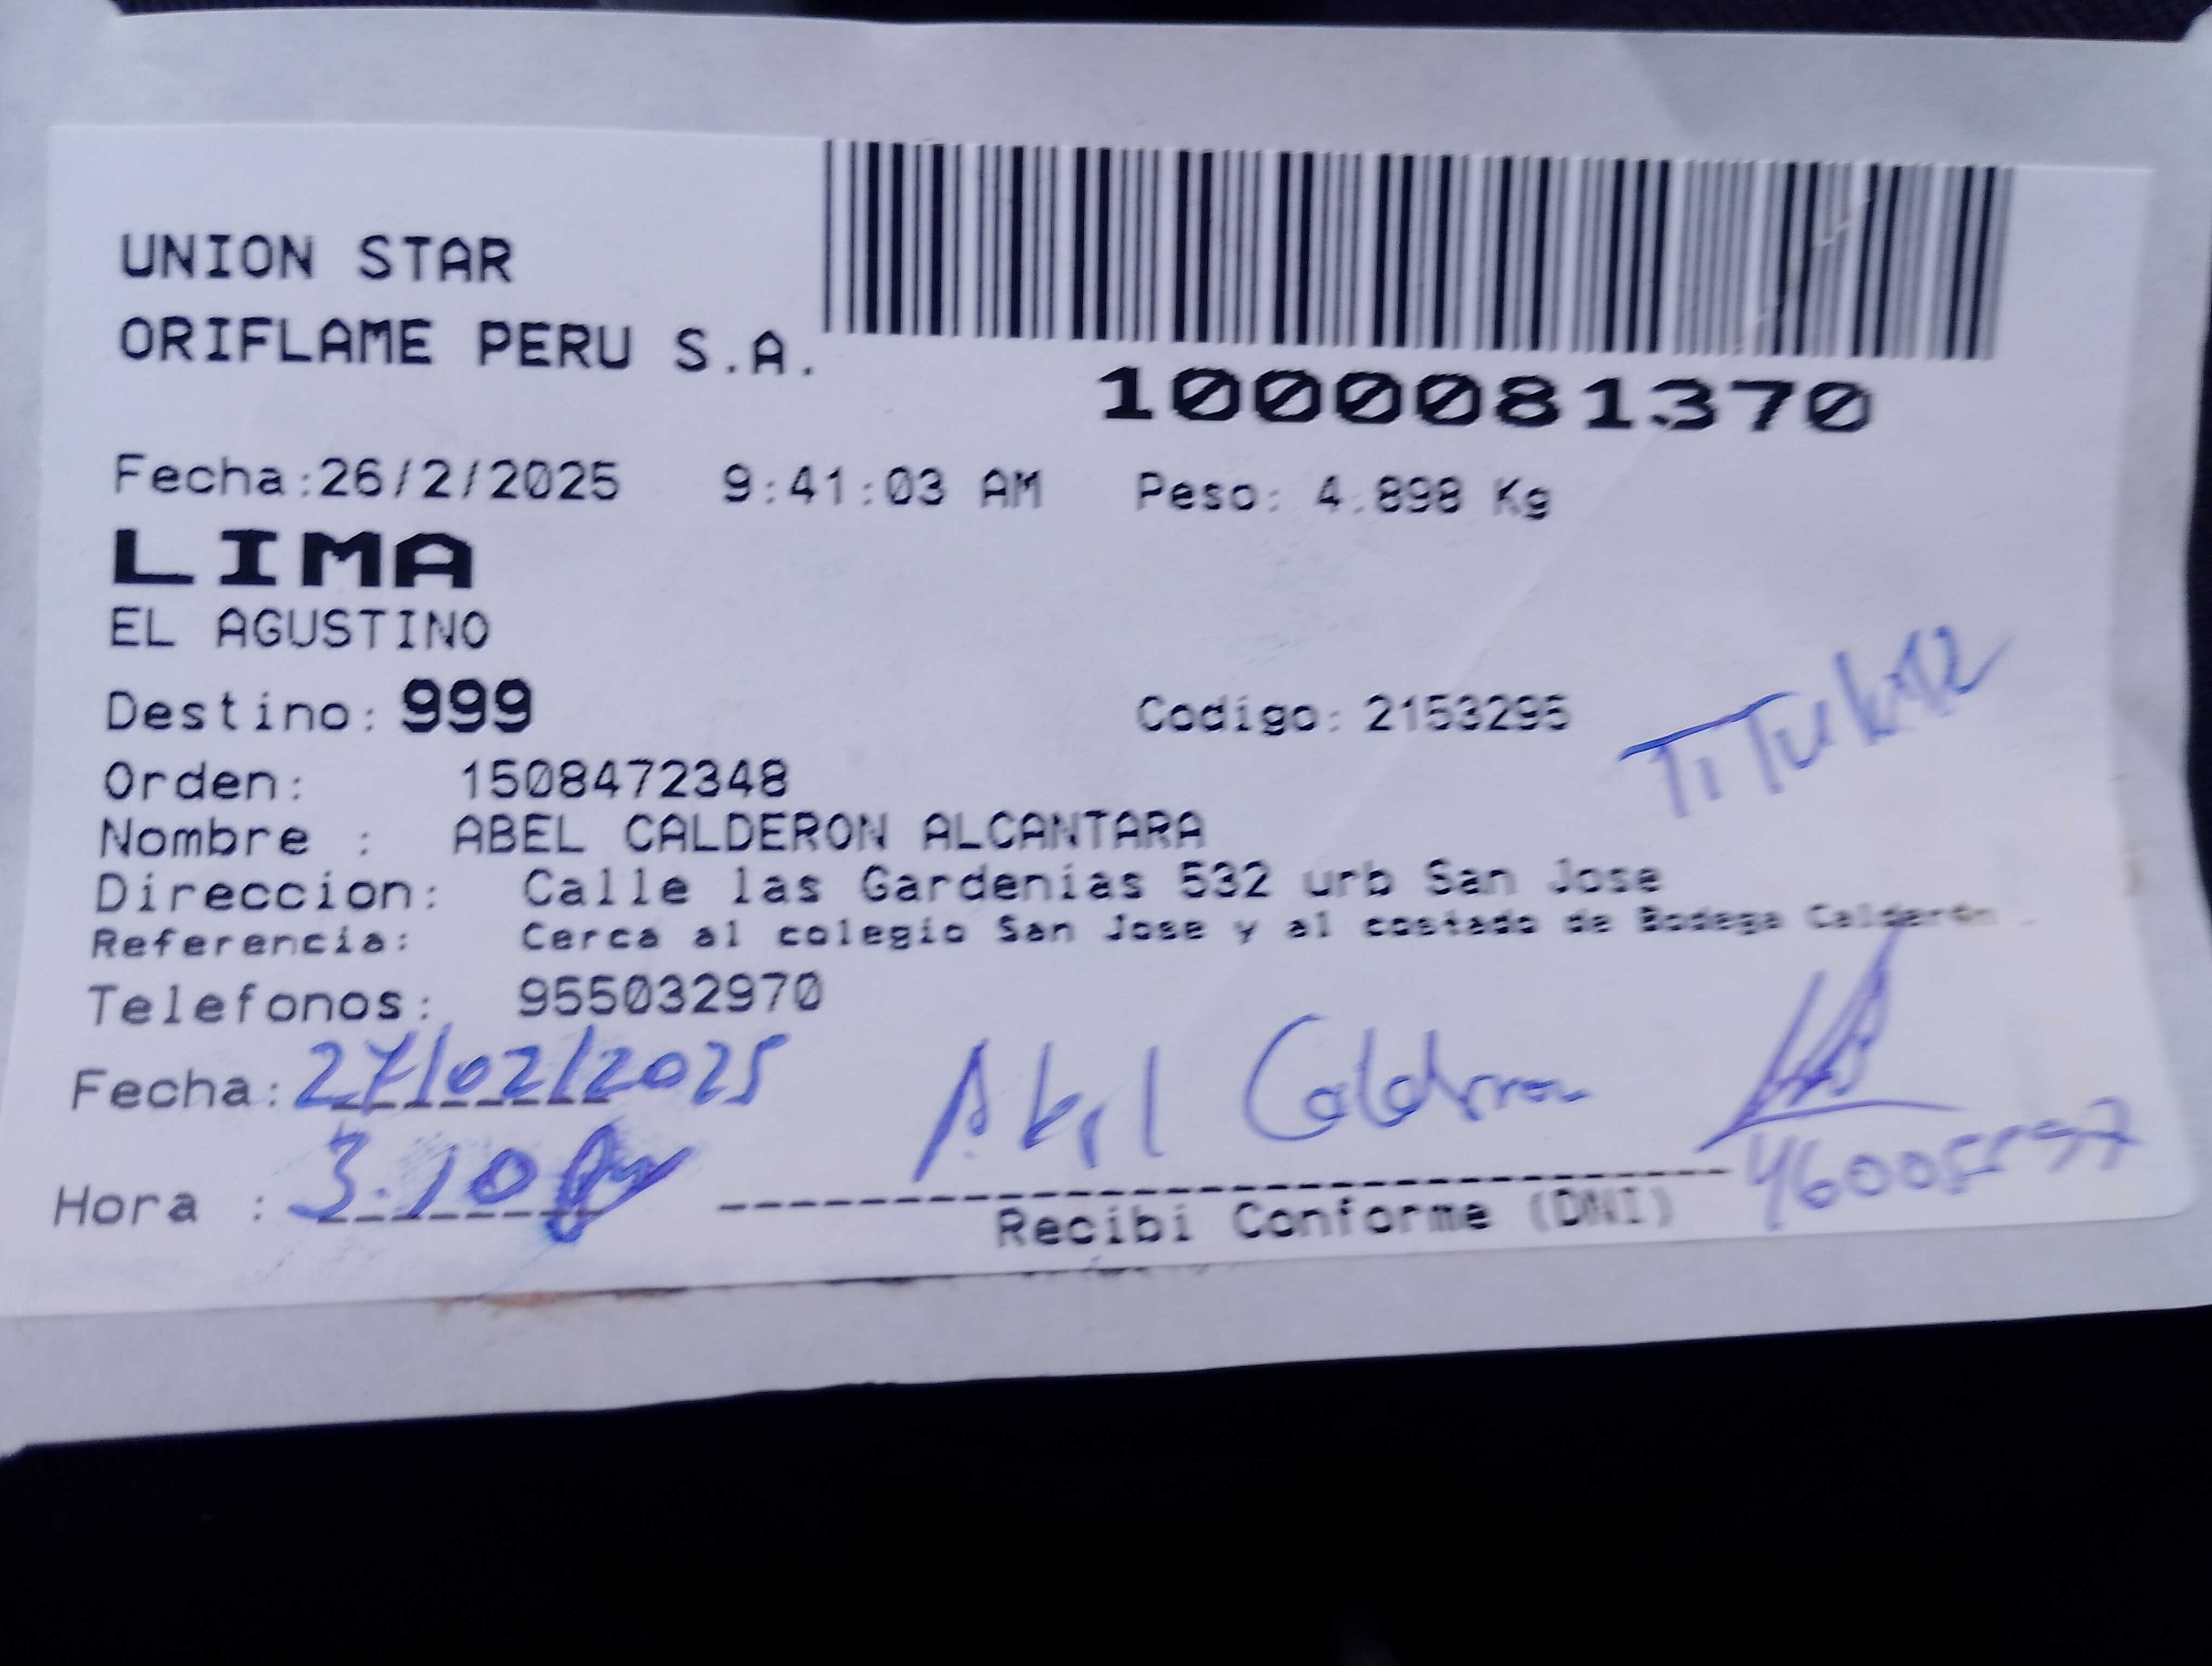 UNION STAR
ORIFLAME PERU S.A.
1000081370
Fecha:26/2/2025 9:41:03 AM Peso: 4.898 Kg
LIMA
EL AGUSTINO
Destino: 999 Codigo: 2153295
Titular
Orden: 1508472348
Nombre : ABEL CALDERON ALCANTARA
Direccion: Calle las Gardenias 532 urb San Jose
Referencia: Cerca al colegio San Jose y al costado de Bodega Calderón .
Telefonos: 955032970
Fecha: 27/02/2025 Abel Calderon
Hora : 3.10
Recibi Conforme (DNI)